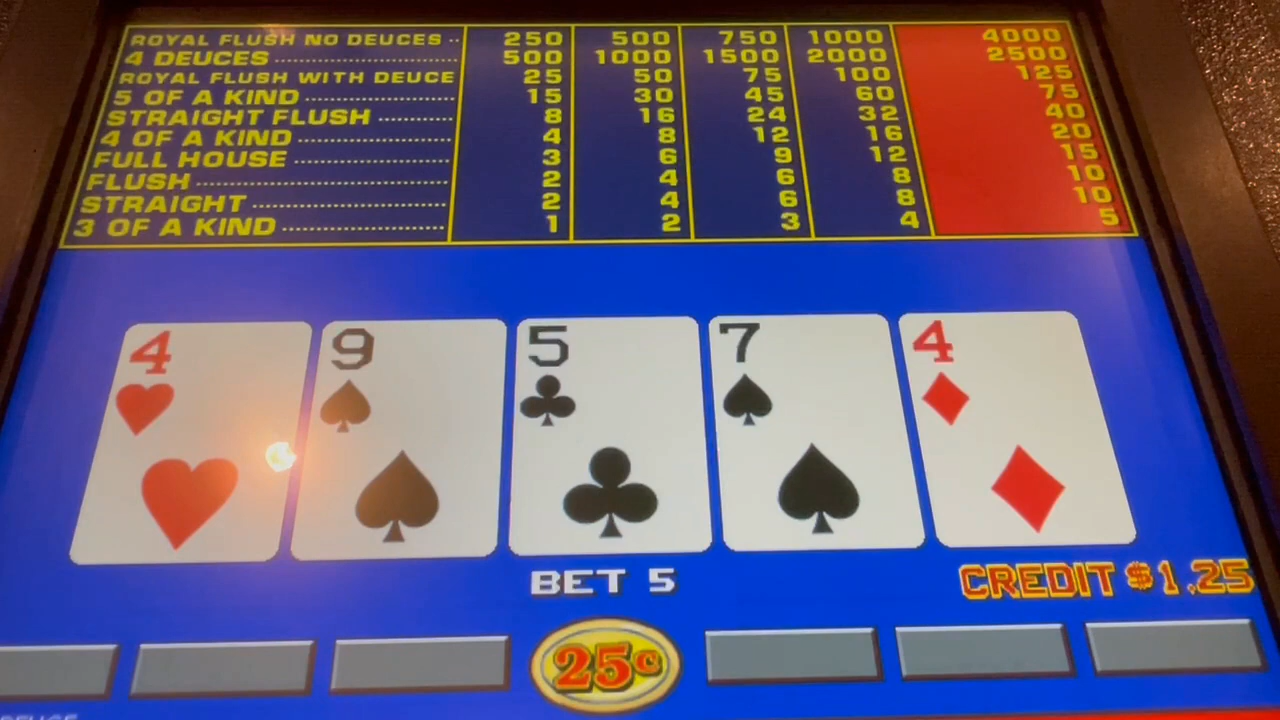 ROYAL FLUSH NO DEUCES .. 250 500 750 1000 4000
4 DEUCES 500 1000 1500 2000 2500
ROYAL FLUSH WITH DEUCE 25 50 75 100 125
5 OF A KIND 15 30 45 60 75
STRAIGHT FLUSH 8 16 24 32 40
4 OF A KIND 4 8 12 16 20
FULL HOUSE 3 6 9 12 15
FLUSH 2 4 6 8 10
STRAIGHT 2 4 6 8 10
3 OF A KIND 1 2 3 4 5
4 9 5 7 4
BET 5 CREDIT $1.25
25¢